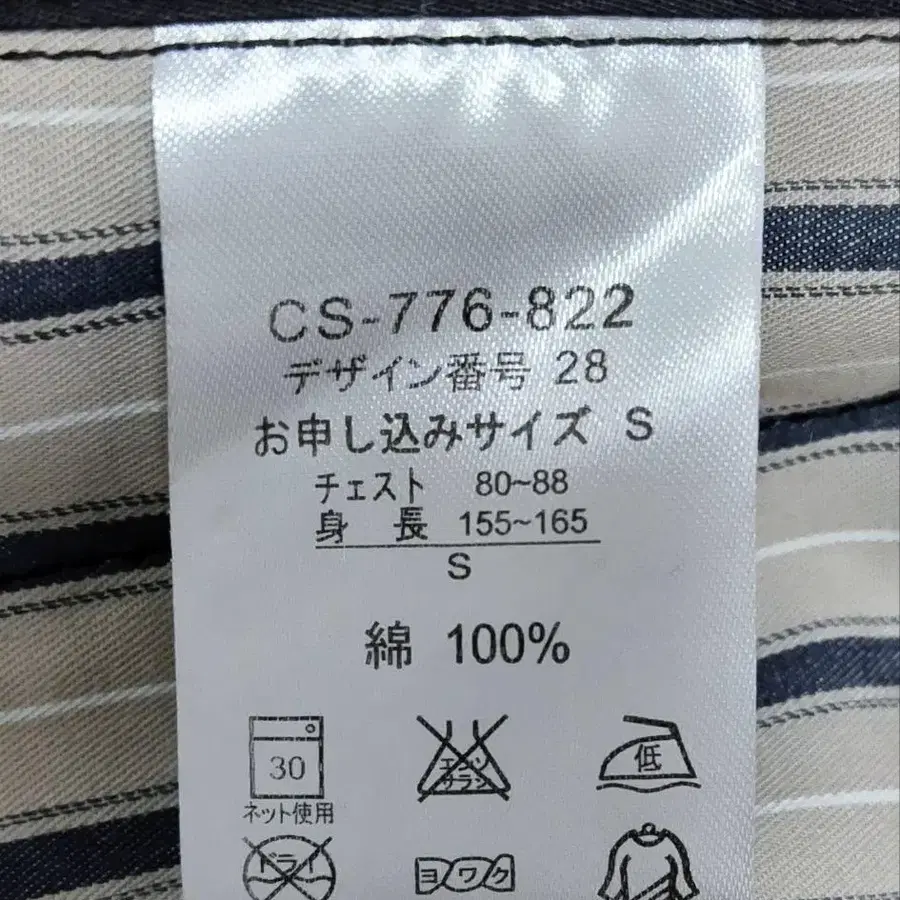 CS-776-822
デザイン番号 28
お申し込みサイズ S
チェスト 80~88
身 長 155~165
S
綿 100%
30
エンソ
サラシ
低
ネット使用
ドライ
ヨワク